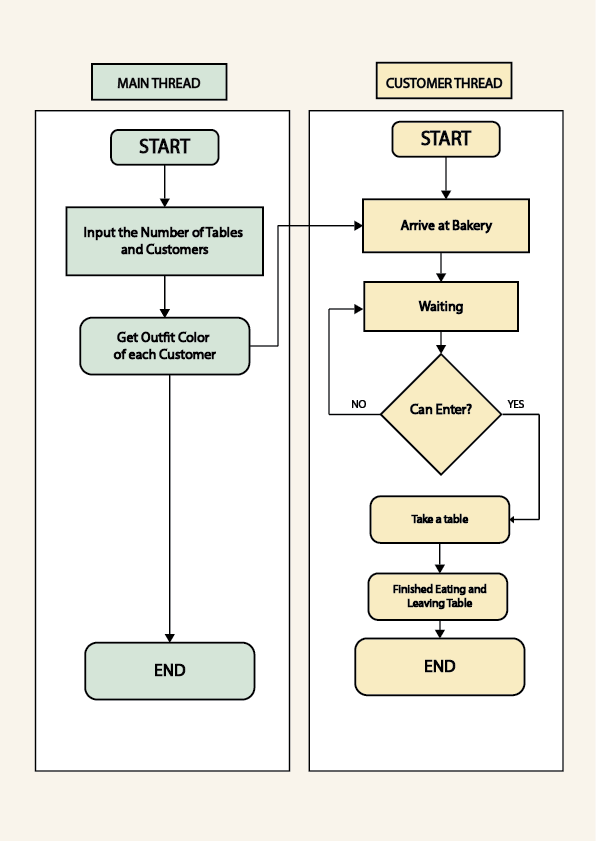 MAIN THREAD
START
Input the Number of Tables
and Customers
Get Outfit Color
of each Customer
END
CUSTOMER THREAD
START
Arrive at Bakery
Waiting
Can Enter?
NO
YES
Take a table
Finished Eating and
Leaving Table
END